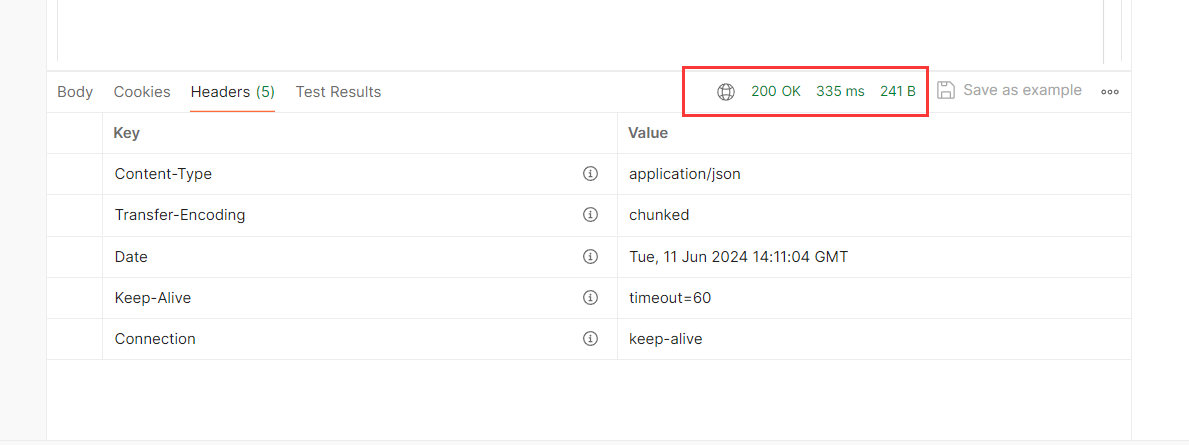 Body Cookies Headers (5) Test Results 200 OK 335 ms 241 B Save as example
Key Value
Content-Type application/json
Transfer-Encoding chunked
Date Tue, 11 Jun 2024 14:11:04 GMT
Keep-Alive timeout=60
Connection keep-alive